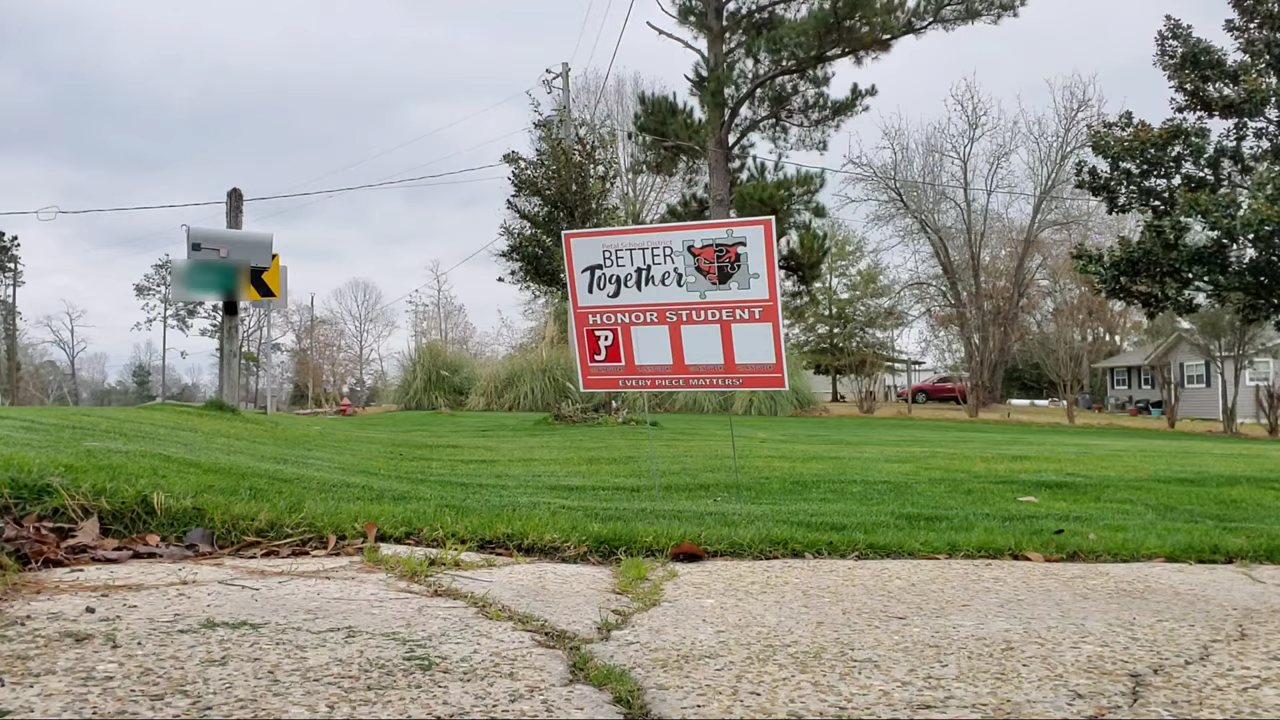 Petal School District
BETTER
Together
HONOR STUDENT
P
EVERY PIECE MATTERS!